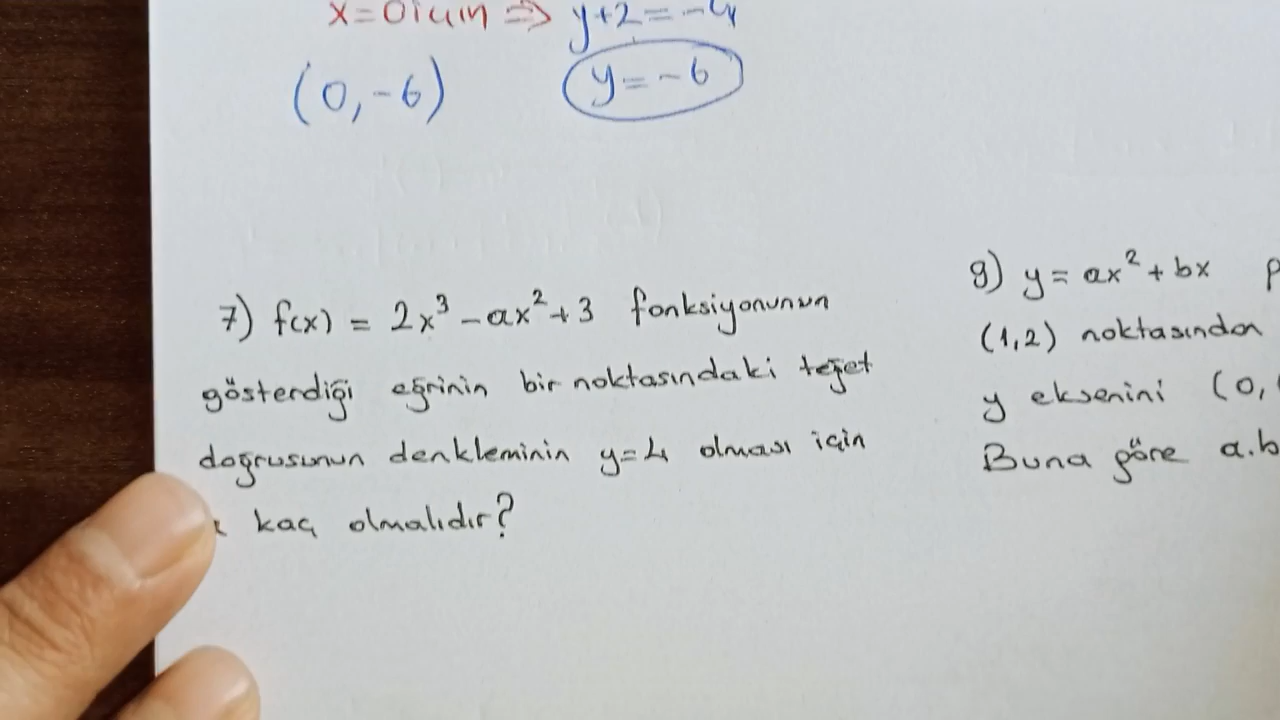 x=0 için ⇒ y+2=-4
(0,-6) y=-6
7) f(x) = 2x³-ax²+3 fonksiyonunun
gösterdiği eğrinin bir noktasındaki teğet
doğrusunun denkleminin y=4 olması için
kaç olmalıdır?
9) y=ax²+bx
(1,2) noktasından
y eksenini (0,
Buna göre a.b